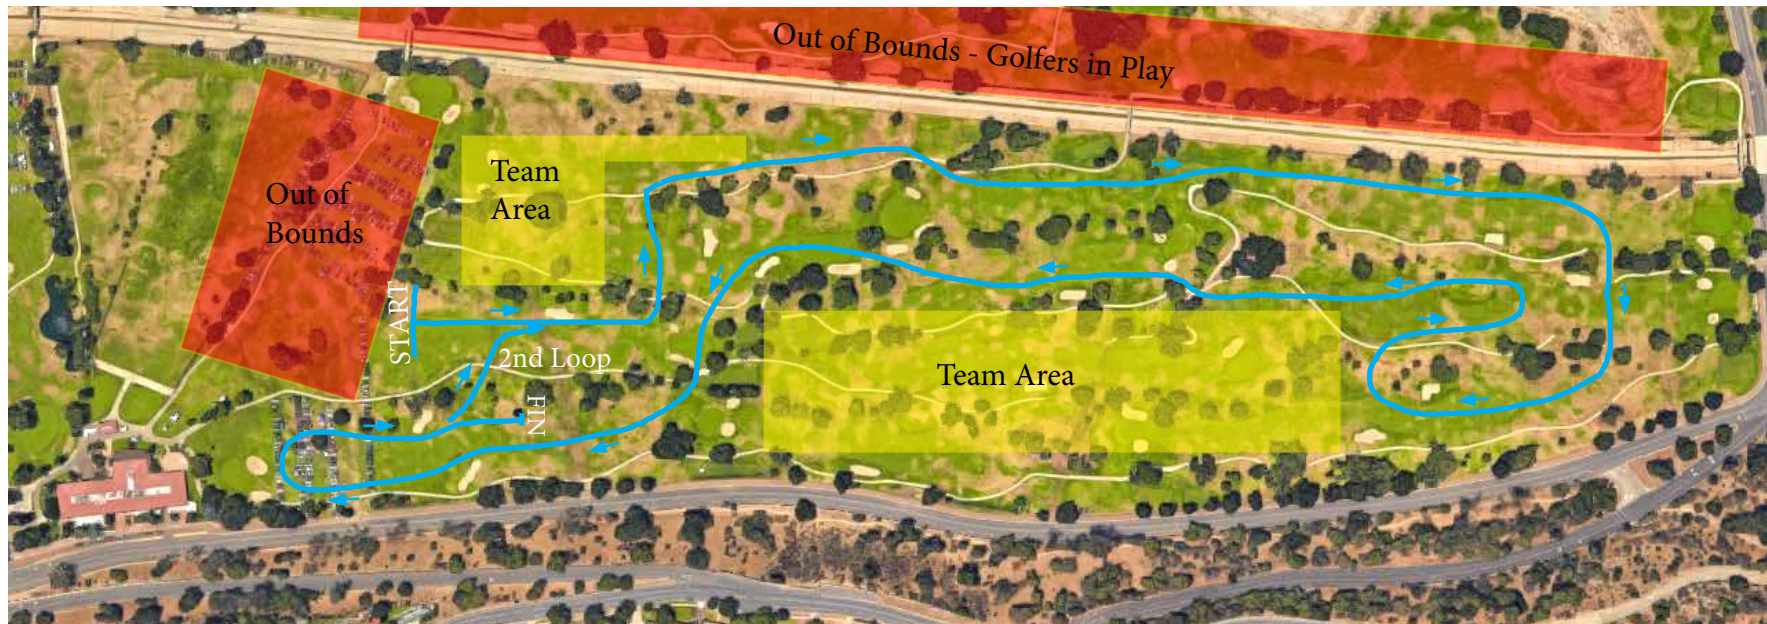 Out of Bounds - Golfers in Play
Team
Area
Out of
Bounds
START
2nd Loop
Team Area
FIN